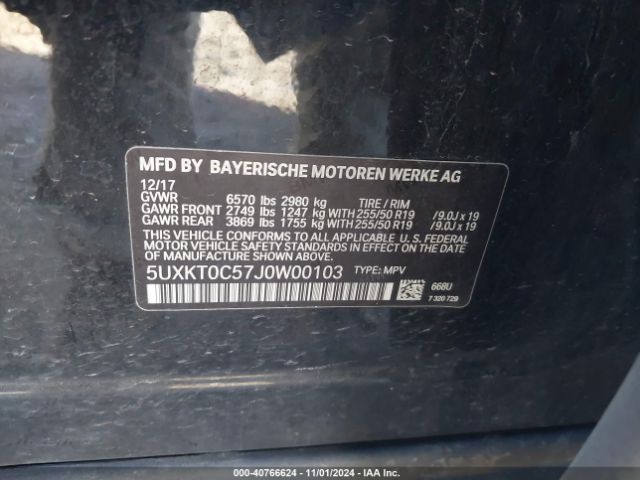 MFD BY BAYERISCHE MOTOREN WERKE AG
12/17
GVWR 6570 lbs 2980 kg TIRE / RIM
GAWR FRONT 2749 lbs 1247 kg WITH 255/50 R19 /9.0J x 19
GAWR REAR 3869 lbs 1755 kg WITH 255/50 R19 /9.0J x 19
THIS VEHICLE CONFORMS TO ALL APPLICABLE U.S. FEDERAL
MOTOR VEHICLE SAFETY STANDARDS IN EFFECT ON THE DATE
OF MANUFACTURE SHOWN ABOVE.
5UXKT0C57J0W00103 TYPE: MPV
668U
7 320 729
000-40766624 - 11/01/2024 - IAA Inc.